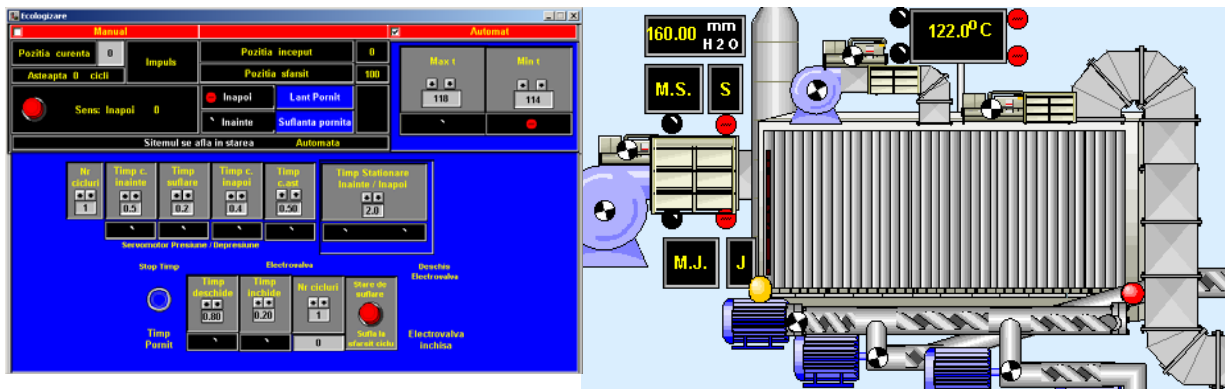 Ecologizare
Manual
Automat
Pozitia curenta 0
Impuls
Asteapta 0 cicli
Pozitia inceput 0
Pozitia sfarsit 100
Sens: Inapoi 0
Inapoi
Lant Pornit
Inainte
Suflanta pornita
Max t
118
Min t
114
Sitemul se afla in starea Automata
Nr
cicluri
1
Timp c.
inainte
0.5
Timp
suflare
0.2
Timp c.
inapoi
0.4
Timp
c.ast
0.50
Timp Stationare
Inainte / Inapoi
2.0
Servomotor Presiune / Depresiune
Stop Timp
Electrovalva
Deschis
Electrovalva
Timp
deschide
0.80
Timp
inchide
0.20
Nr cicluri
1
0
Stare de
suflare
Sufla la
sfarsit ciclu
Timp
Pornit
Electrovalva
inchisa
160.00 mm
H2O
122.0⁰C
M.S.
S
M.J.
J